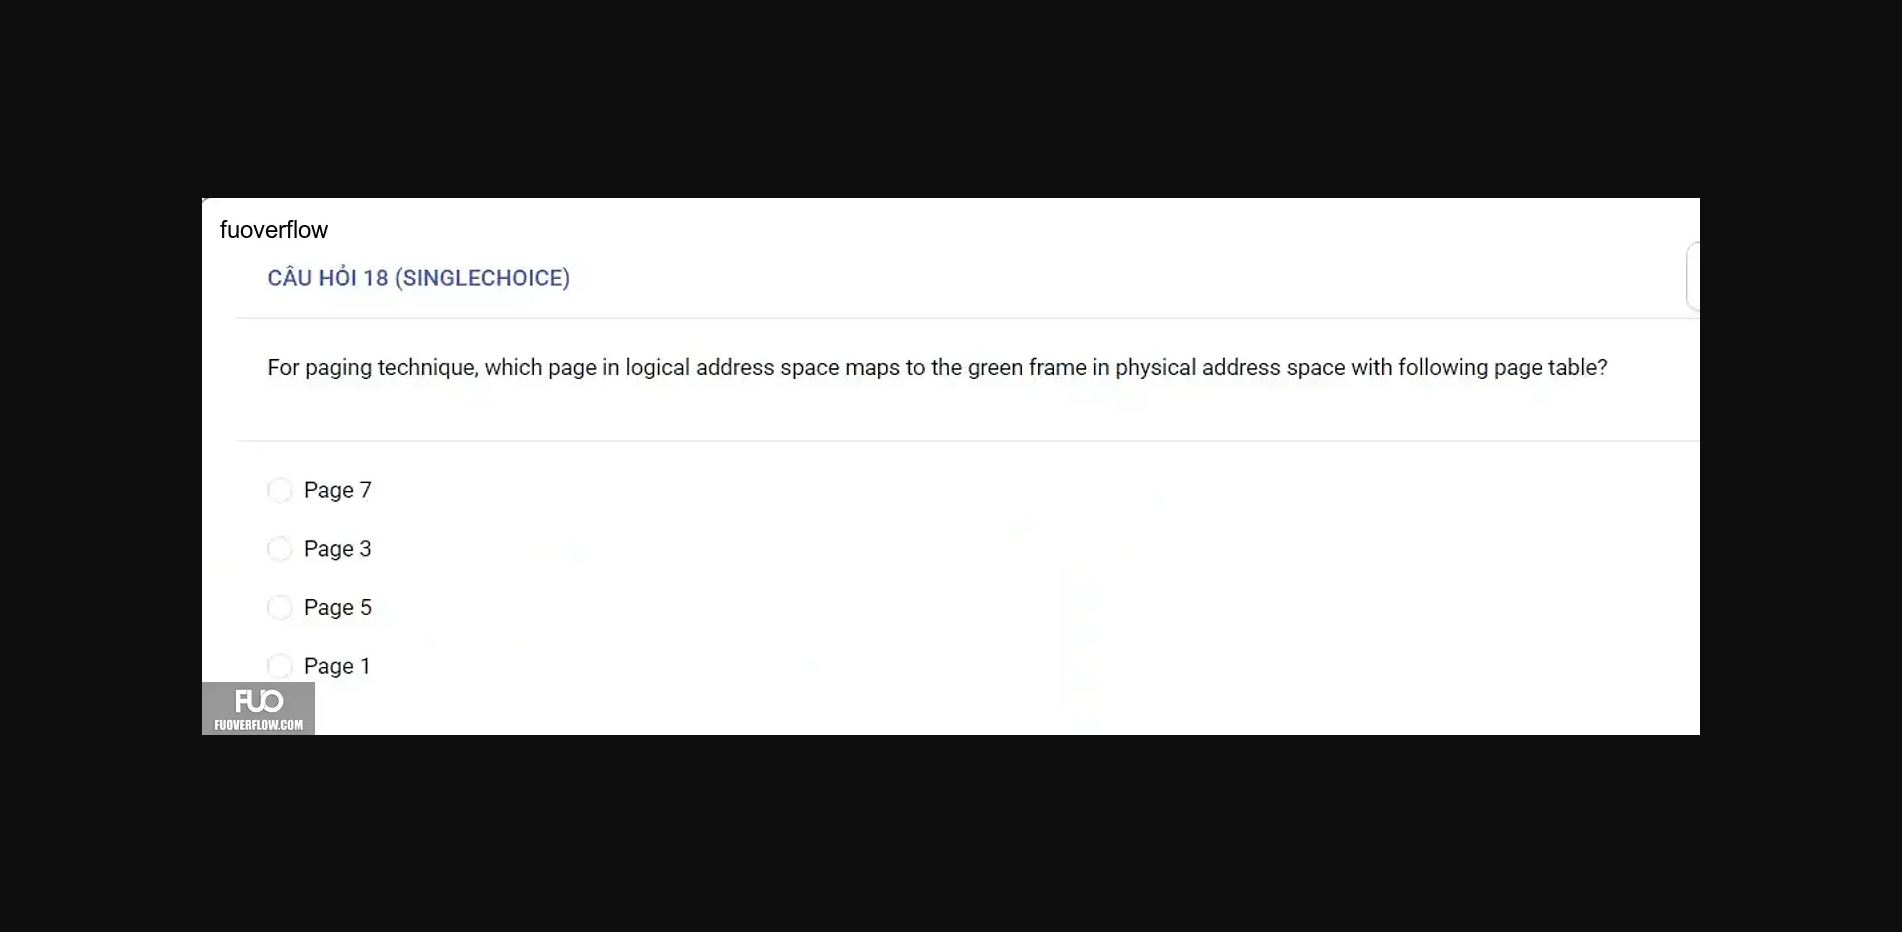 fuoverflow
CÂU HỎI 18 (SINGLECHOICE)
For paging technique, which page in logical address space maps to the green frame in physical address space with following page table?
Page 7
Page 3
Page 5
Page 1
FUO
FUOVERFLOW.COM